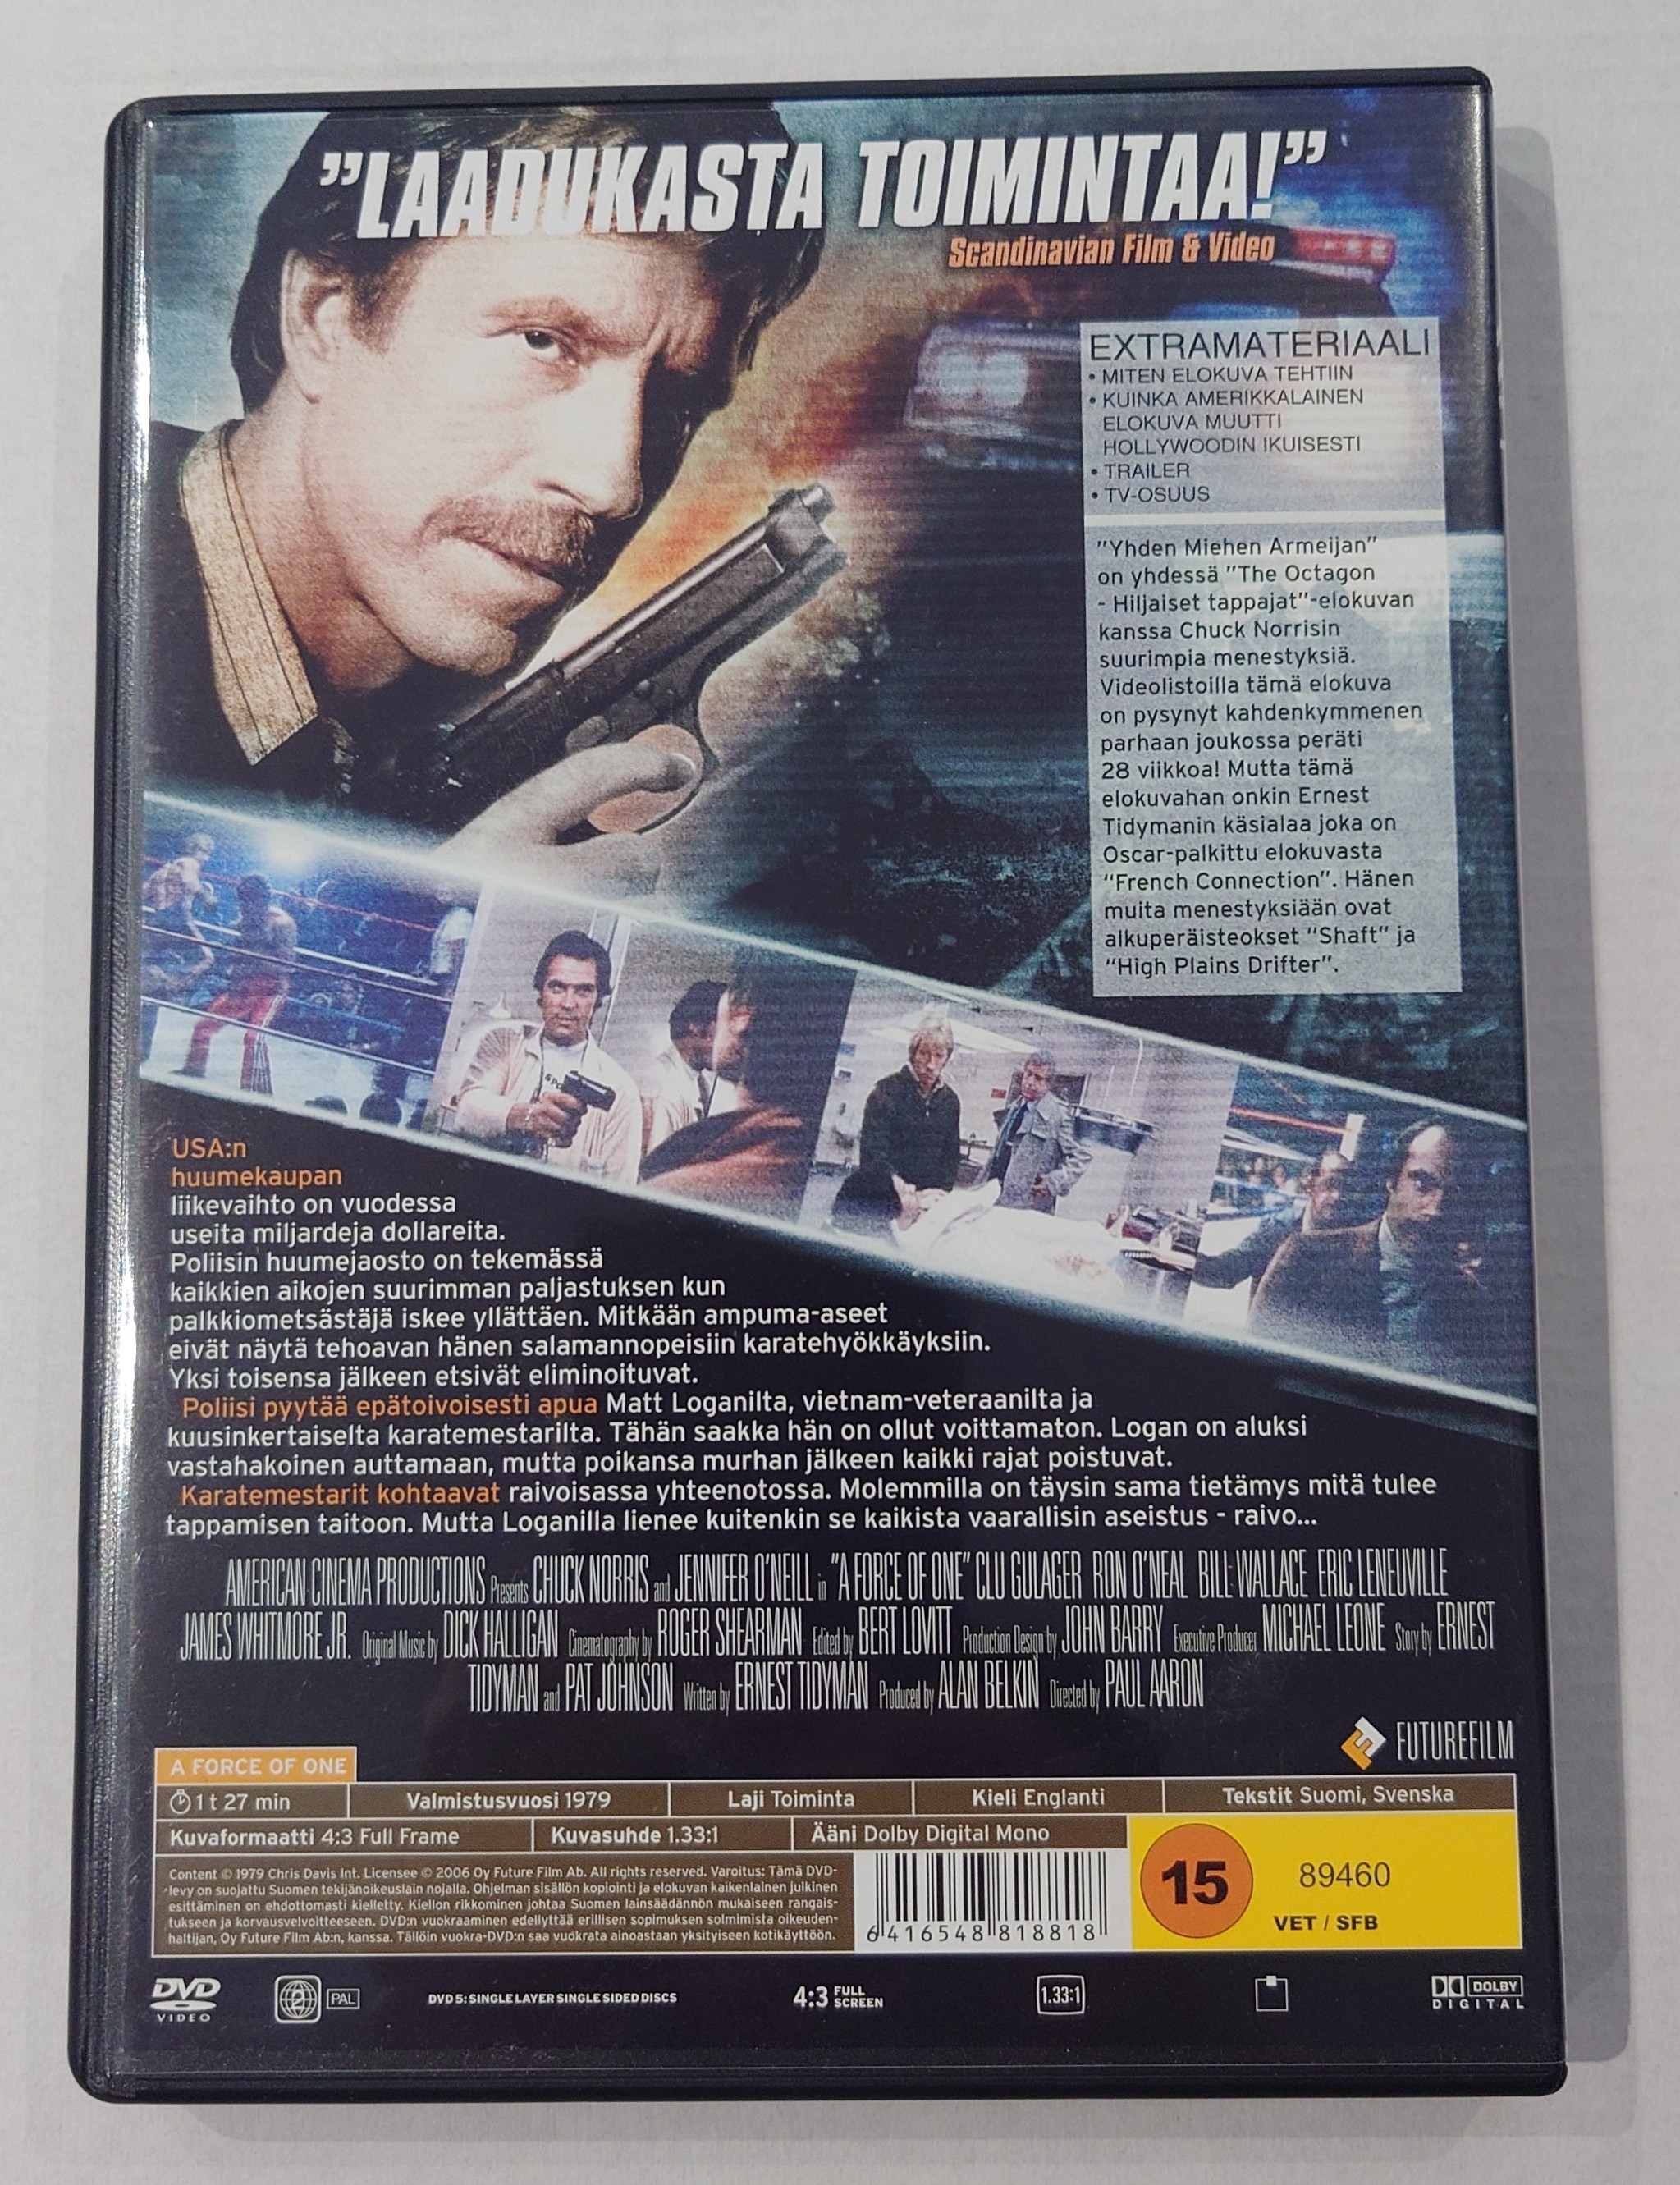 "LAADUKASTA TOIMINTAA!"
Scandinavian Film & Video
EXTRAMATERIAALI
• MITEN ELOKUVA TEHTIIN
• KUINKA AMERIKKALAINEN
ELOKUVA MUUTTI
HOLLYWOODIN IKUISESTI
• TRAILER
• TV-OSUUS
"Yhden Miehen Armeijan"
on yhdessä "The Octagon
- Hiljaiset tappajat"-elokuvan
kanssa Chuck Norrisin
suurimpia menestyksiä.
Videolistoilla tämä elokuva
on pysynyt kahdenkymmenen
parhaan joukossa peräti
28 viikkoa! Mutta tämä
elokuvahan onkin Ernest
Tidymanin käsialaa joka on
Oscar-palkittu elokuvasta
"French Connection". Hänen
muita menestyksiään ovat
alkuperäisteokset "Shaft" ja
"High Plains Drifter".
USA:n
huumekaupan
liikevaihto on vuodessa
useita miljardeja dollareita.
Poliisin huumejaosto on tekemässä
kaikkien aikojen suurimman paljastuksen kun
palkkiometsästäjä iskee yllättäen. Mitkään ampuma-aseet
eivät näytä tehoavan hänen salamannopeisiin karatehyökkäyksiin.
Yksi toisensa jälkeen etsivät eliminoituvat.
Poliisi pyytää epätoivoisesti apua Matt Loganilta, vietnam-veteraanilta ja
kuusinkertaiselta karatemestarilta. Tähän saakka hän on ollut voittamaton. Logan on aluksi
vastahakoinen auttamaan, mutta poikansa murhan jälkeen kaikki rajat poistuvat.
Karatemestarit kohtaavat raivoisassa yhteenotossa. Molemmilla on täysin sama tietämys mitä tulee
tappamisen taitoon. Mutta Loganilla lienee kuitenkin se kaikista vaarallisin aseistus - raivo...
AMERICAN CINEMA PRODUCTIONS Presents CHUCK NORRIS and JENNIFER O'NEILL in "A FORCE OF ONE" CLU GULAGER RON O'NEAL BILL WALLACE ERIC LENEUVILLE
JAMES WHITMORE JR. Original Music by DICK HALLIGAN Cinematography by ROGER SHEARMAN Edited by BERT LOVITT Production Design by JOHN BARRY Executive Producer MICHAEL LEONE Story by ERNEST
TIDYMAN and PAT JOHNSON Written by ERNEST TIDYMAN Produced by ALAN BELKIN Directed by PAUL AARON
FUTUREFILM
A FORCE OF ONE
1 t 27 min Valmistusvuosi 1979 Laji Toiminta Kieli Englanti Tekstit Suomi, Svenska
Kuvaformaatti 4:3 Full Frame Kuvasuhde 1.33:1 Ääni Dolby Digital Mono
Content © 1979 Chris Davis Int. Licensee © 2006 Oy Future Film Ab. All rights reserved. Varoitus: Tämä DVD-
levy on suojattu Suomen tekijänoikeuslain nojalla. Ohjelman sisällön kopiointi ja elokuvan kaikenlainen julkinen
esittäminen on ehdottomasti kielletty. Kiellon rikkominen johtaa Suomen lainsäädännön mukaiseen rangais-
tukseen ja korvausvelvoitteeseen. DVD:n vuokraaminen edellyttää erillisen sopimuksen solmimista oikeuden-
haltijan, Oy Future Film Ab:n, kanssa. Tällöin vuokra-DVD:n saa vuokrata ainoastaan yksityiseen kotikäyttöön.
6 416548 818818
15
89460
VET / SFB
DVD VIDEO
2 PAL
DVD 5: SINGLE LAYER SINGLE SIDED DISCS
4:3 FULL SCREEN
1.33:1
DOLBY DIGITAL